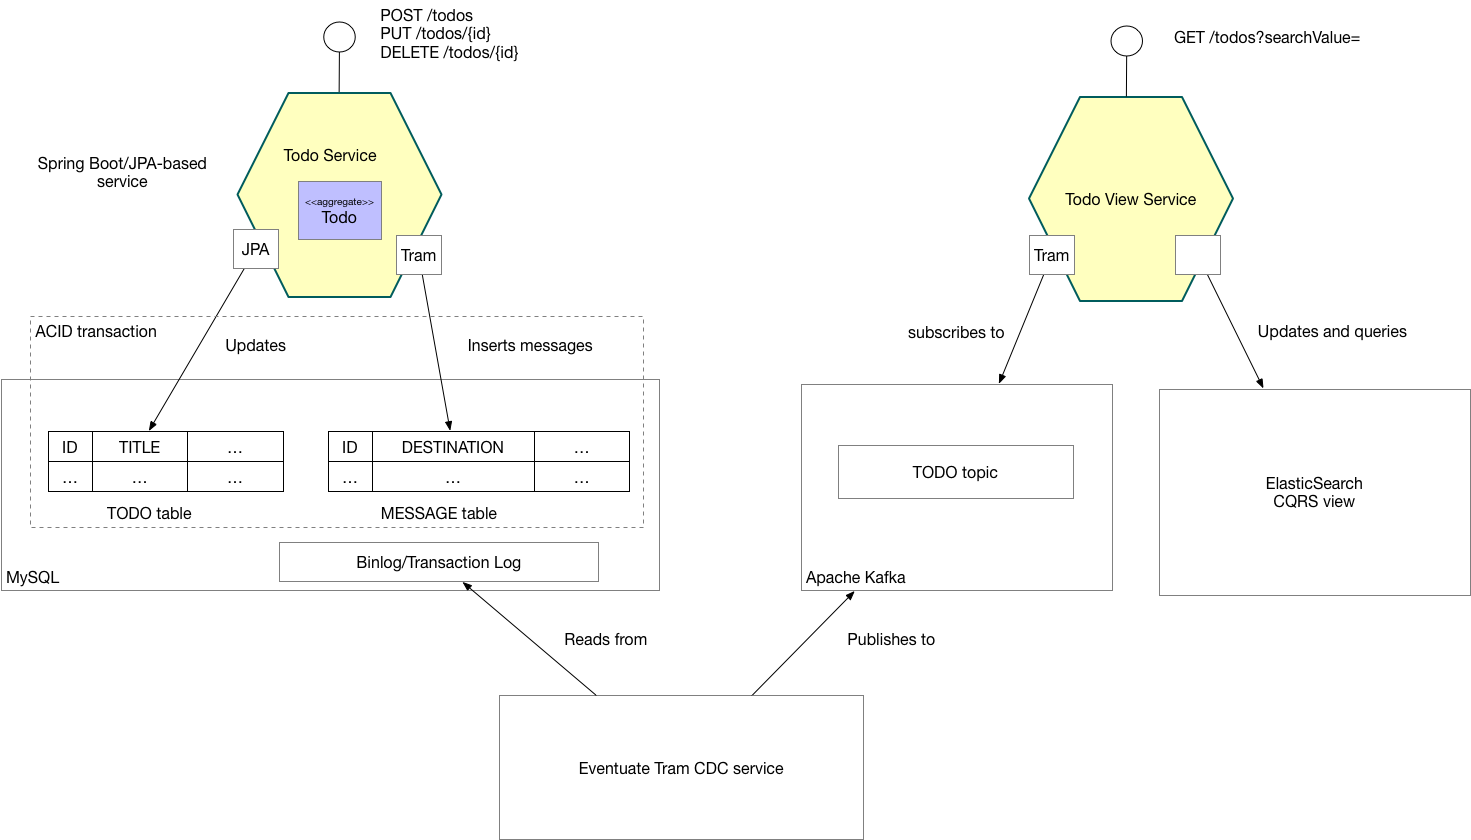 POST /todos
PUT /todos/{id}
DELETE /todos/{id}
GET /todos?searchValue=
Spring Boot/JPA-based
service
Todo Service
<<aggregate>>
Todo
JPA
Tram
Todo View Service
Tram
ACID transaction
Updates
Inserts messages
subscribes to
Updates and queries
ID TITLE …
… … …
TODO table
ID DESTINATION …
… … …
MESSAGE table
Binlog/Transaction Log
MySQL
TODO topic
Apache Kafka
ElasticSearch
CQRS view
Reads from
Publishes to
Eventuate Tram CDC service